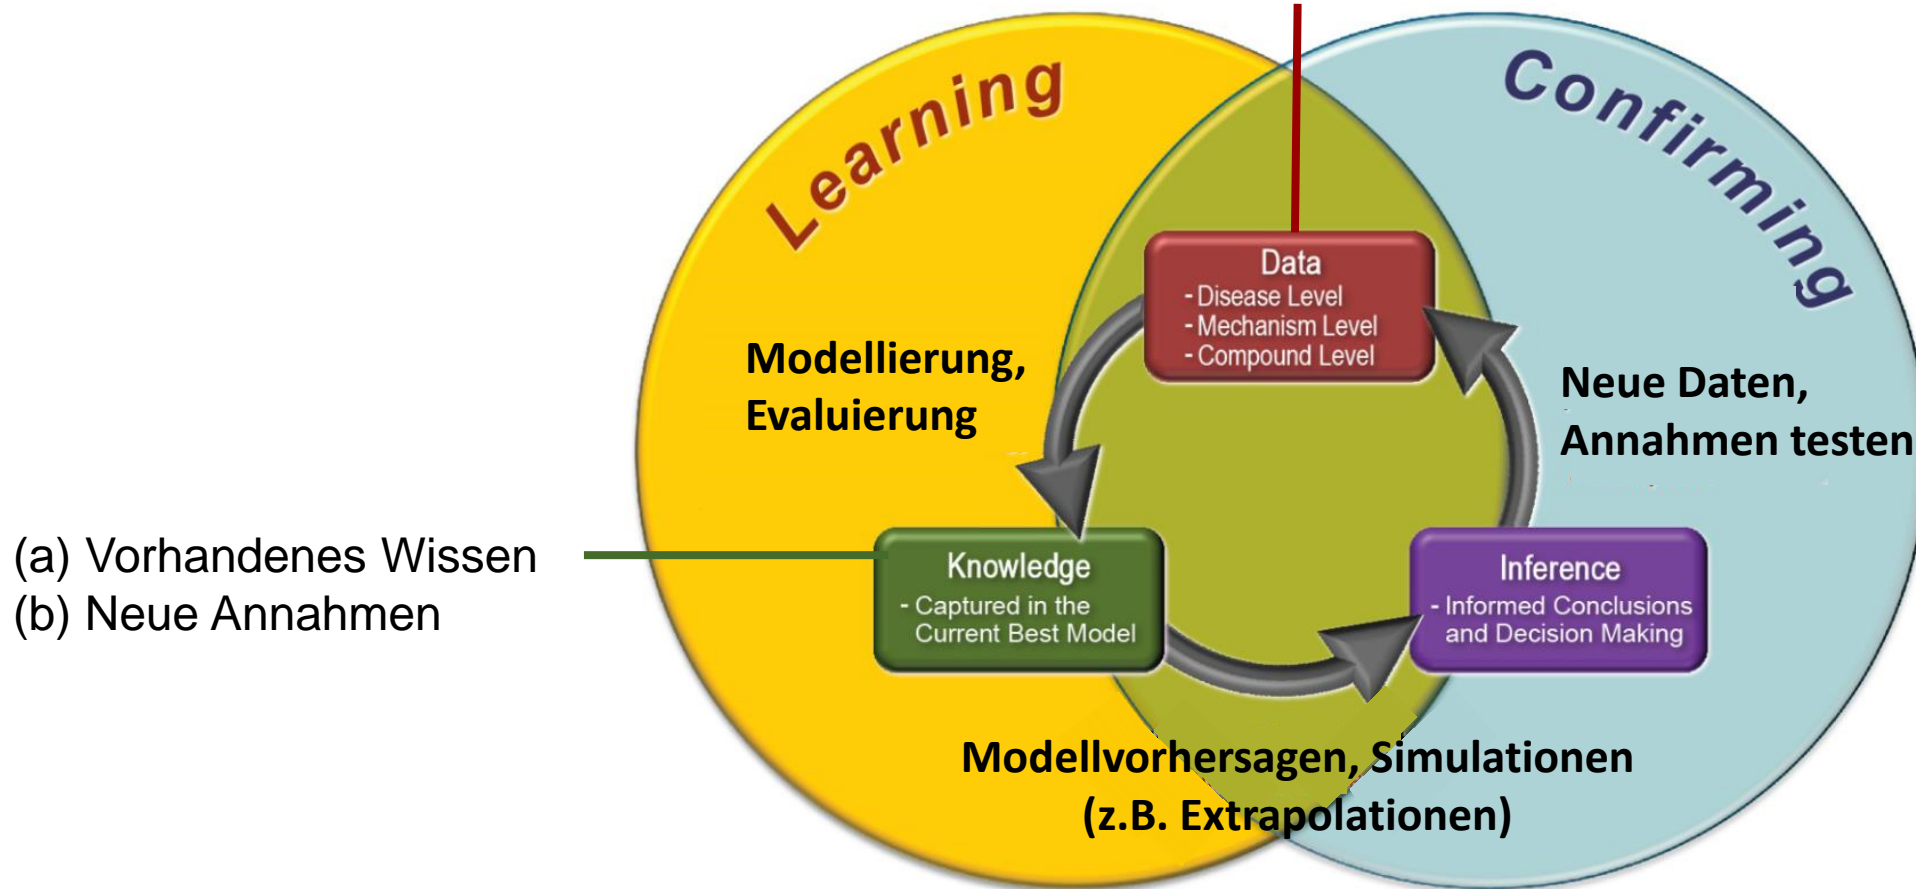 Learning
Confirming
Data
- Disease Level
- Mechanism Level
- Compound Level
Modellierung,
Evaluierung
Neue Daten,
Annahmen testen
(a) Vorhandenes Wissen
(b) Neue Annahmen
Knowledge
- Captured in the
Current Best Model
Inference
- Informed Conclusions
and Decision Making
Modellvorhersagen, Simulationen
(z.B. Extrapolationen)